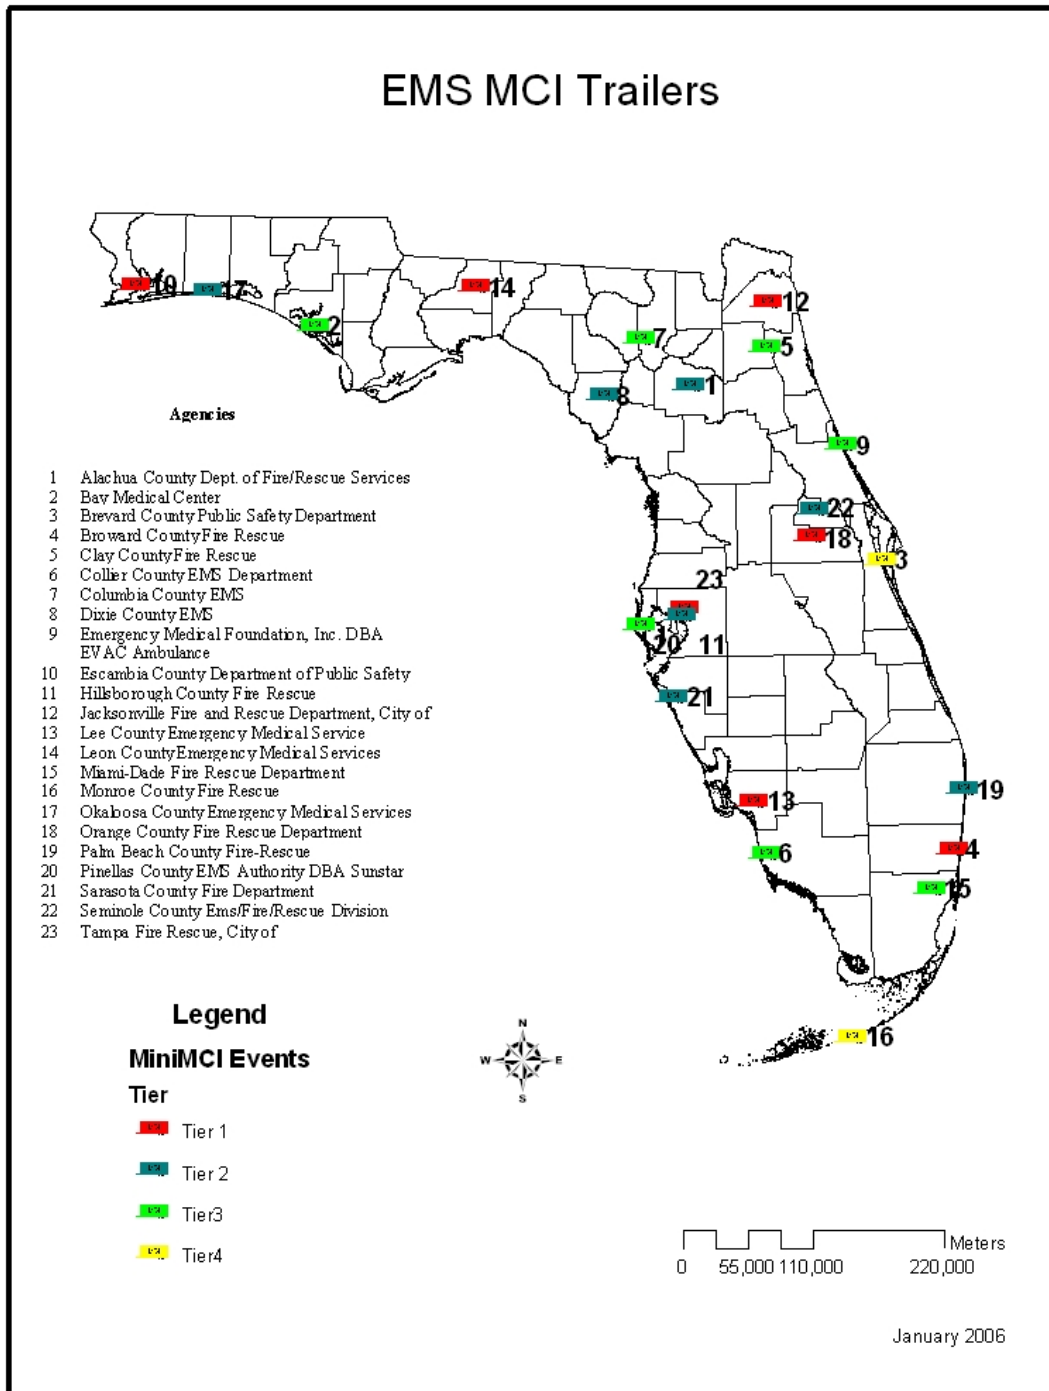 EMS MCI Trailers
10
17
14
12
2
7
5
1
8
9
22
18
3
23
20
11
21
13
19
6
4
15
16
Agencies
1 Alachua County Dept. of Fire/Rescue Services
2 Bay Medical Center
3 Brevard County Public Safety Department
4 Broward County Fire Rescue
5 Clay County Fire Rescue
6 Collier County EMS Department
7 Columbia County EMS
8 Dixie County EMS
9 Emergency Medical Foundation, Inc. DBA
EVAC Ambulance
10 Escambia County Department of Public Safety
11 Hillsborough County Fire Rescue
12 Jacksonville Fire and Rescue Department, City of
13 Lee County Emergency Medical Service
14 Leon County Emergency Medical Services
15 Miami-Dade Fire Rescue Department
16 Monroe County Fire Rescue
17 Okaloosa County Emergency Medical Services
18 Orange County Fire Rescue Department
19 Palm Beach County Fire-Rescue
20 Pinellas County EMS Authority DBA Sunstar
21 Sarasota County Fire Department
22 Seminole County Ems/Fire/Rescue Division
23 Tampa Fire Rescue, City of
Legend
MiniMCI Events
Tier
Tier 1
Tier 2
Tier3
Tier4
N
W E
S
Meters
0 55,000 110,000 220,000
January 2006